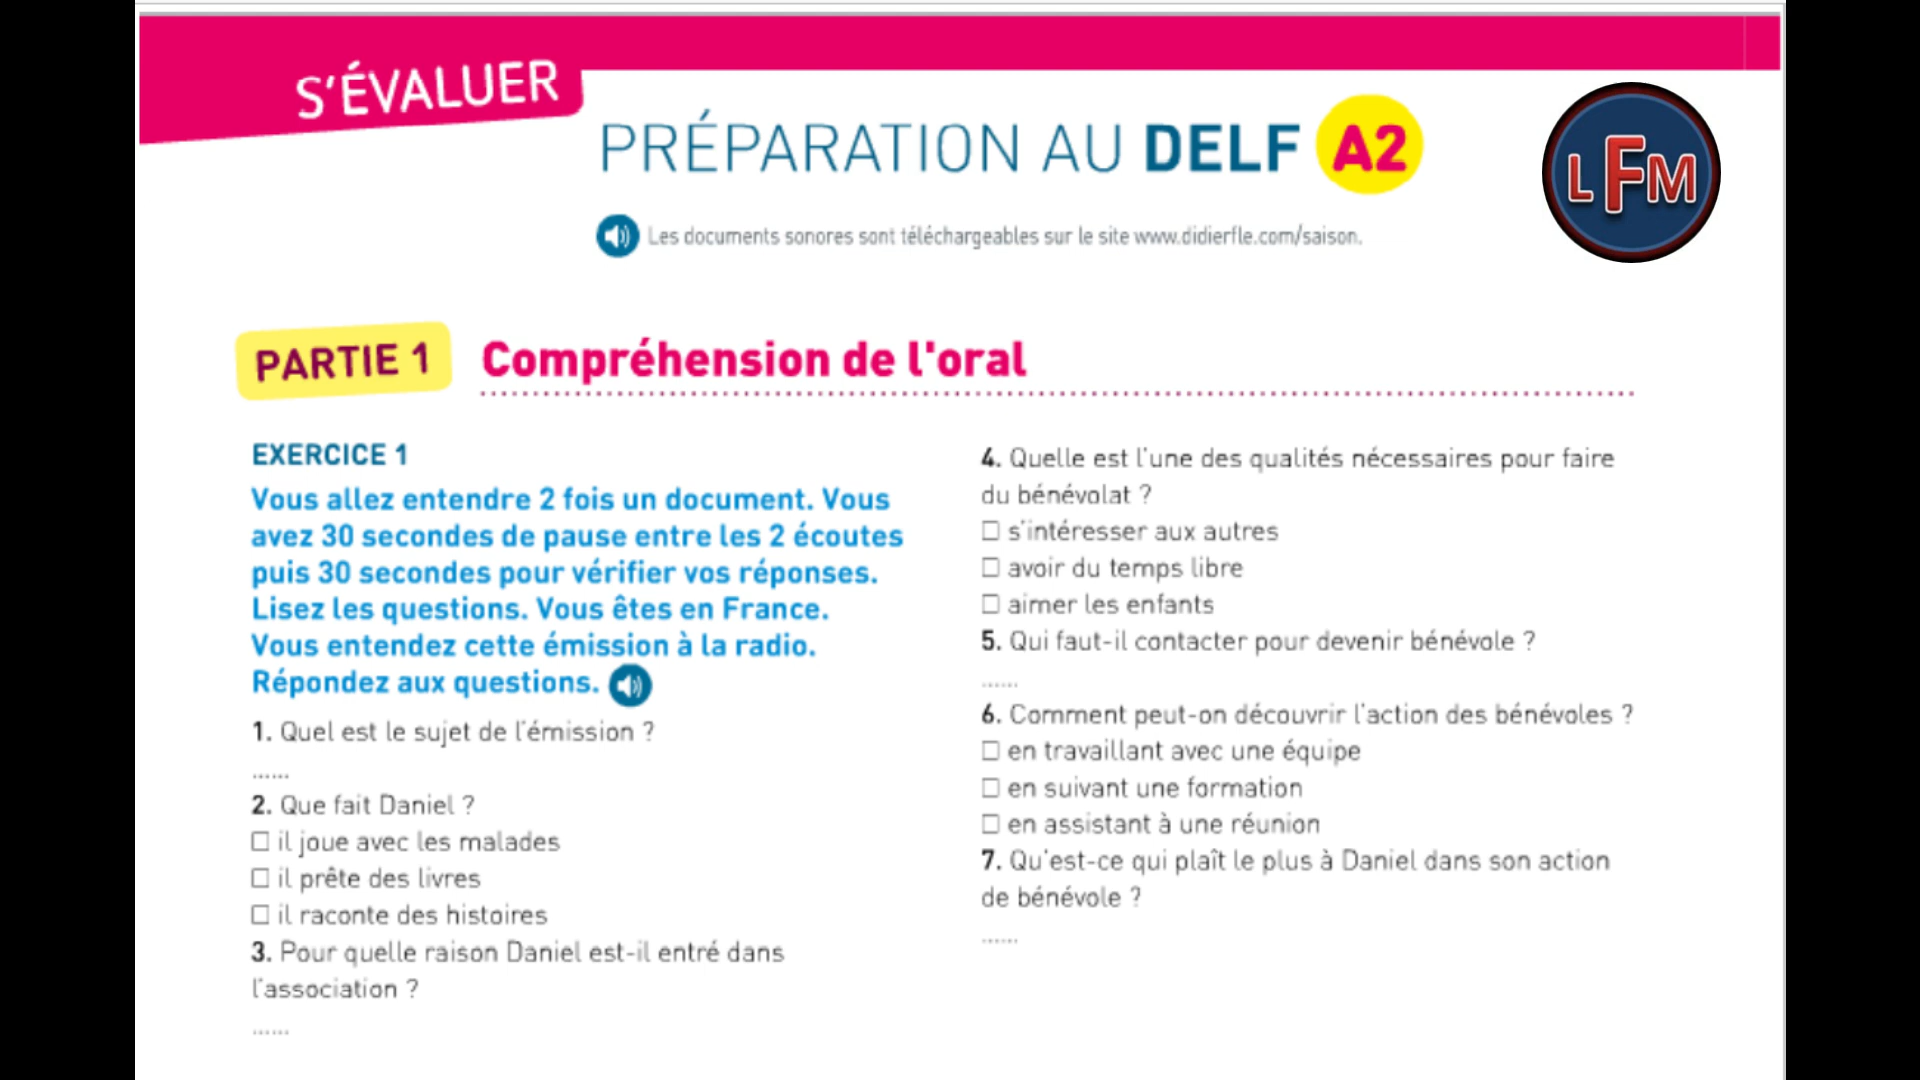 S'ÉVALUER
PRÉPARATION AU DELF A2
LFM
Les documents sonores sont téléchargeables sur le site www.didierfle.com/saison.
PARTIE 1 Compréhension de l'oral
EXERCICE 1
Vous allez entendre 2 fois un document. Vous
avez 30 secondes de pause entre les 2 écoutes
puis 30 secondes pour vérifier vos réponses.
Lisez les questions. Vous êtes en France.
Vous entendez cette émission à la radio.
Répondez aux questions.
1. Quel est le sujet de l'émission ?
......
2. Que fait Daniel ?
☐ il joue avec les malades
☐ il prête des livres
☐ il raconte des histoires
3. Pour quelle raison Daniel est-il entré dans
l'association ?
......
4. Quelle est l'une des qualités nécessaires pour faire
du bénévolat ?
☐ s'intéresser aux autres
☐ avoir du temps libre
☐ aimer les enfants
5. Qui faut-il contacter pour devenir bénévole ?
......
6. Comment peut-on découvrir l'action des bénévoles ?
☐ en travaillant avec une équipe
☐ en suivant une formation
☐ en assistant à une réunion
7. Qu'est-ce qui plaît le plus à Daniel dans son action
de bénévole ?
......